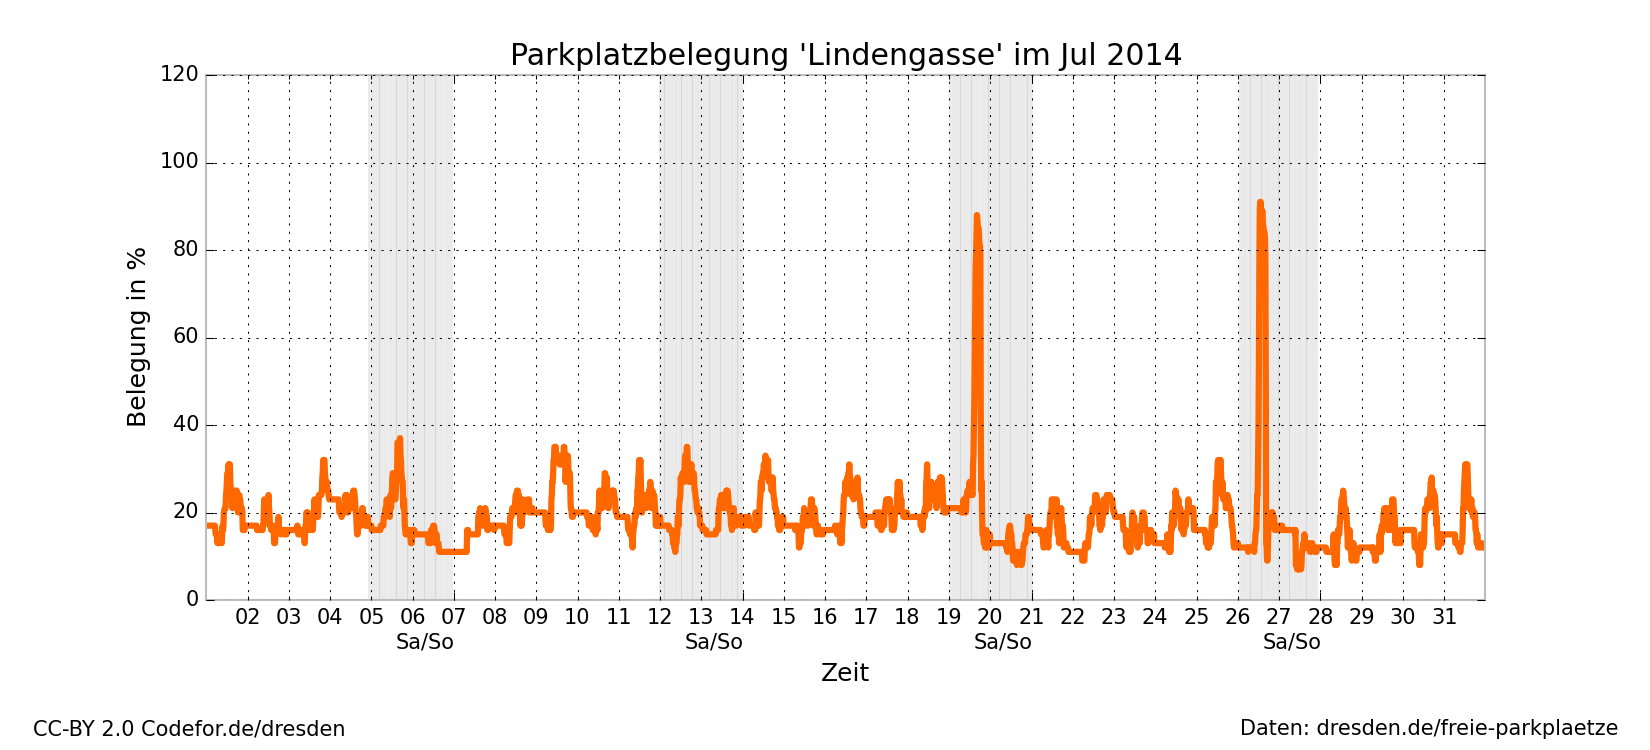 Parkplatzbelegung 'Lindengasse' im Jul 2014
120
100
80
60
40
20
0
Belegung in %
02 03 04 05 06 07 08 09 10 11 12 13 14 15 16 17 18 19 20 21 22 23 24 25 26 27 28 29 30 31
Sa/So Sa/So Sa/So Sa/So
Zeit
CC-BY 2.0 Codefor.de/dresden
Daten: dresden.de/freie-parkplaetze